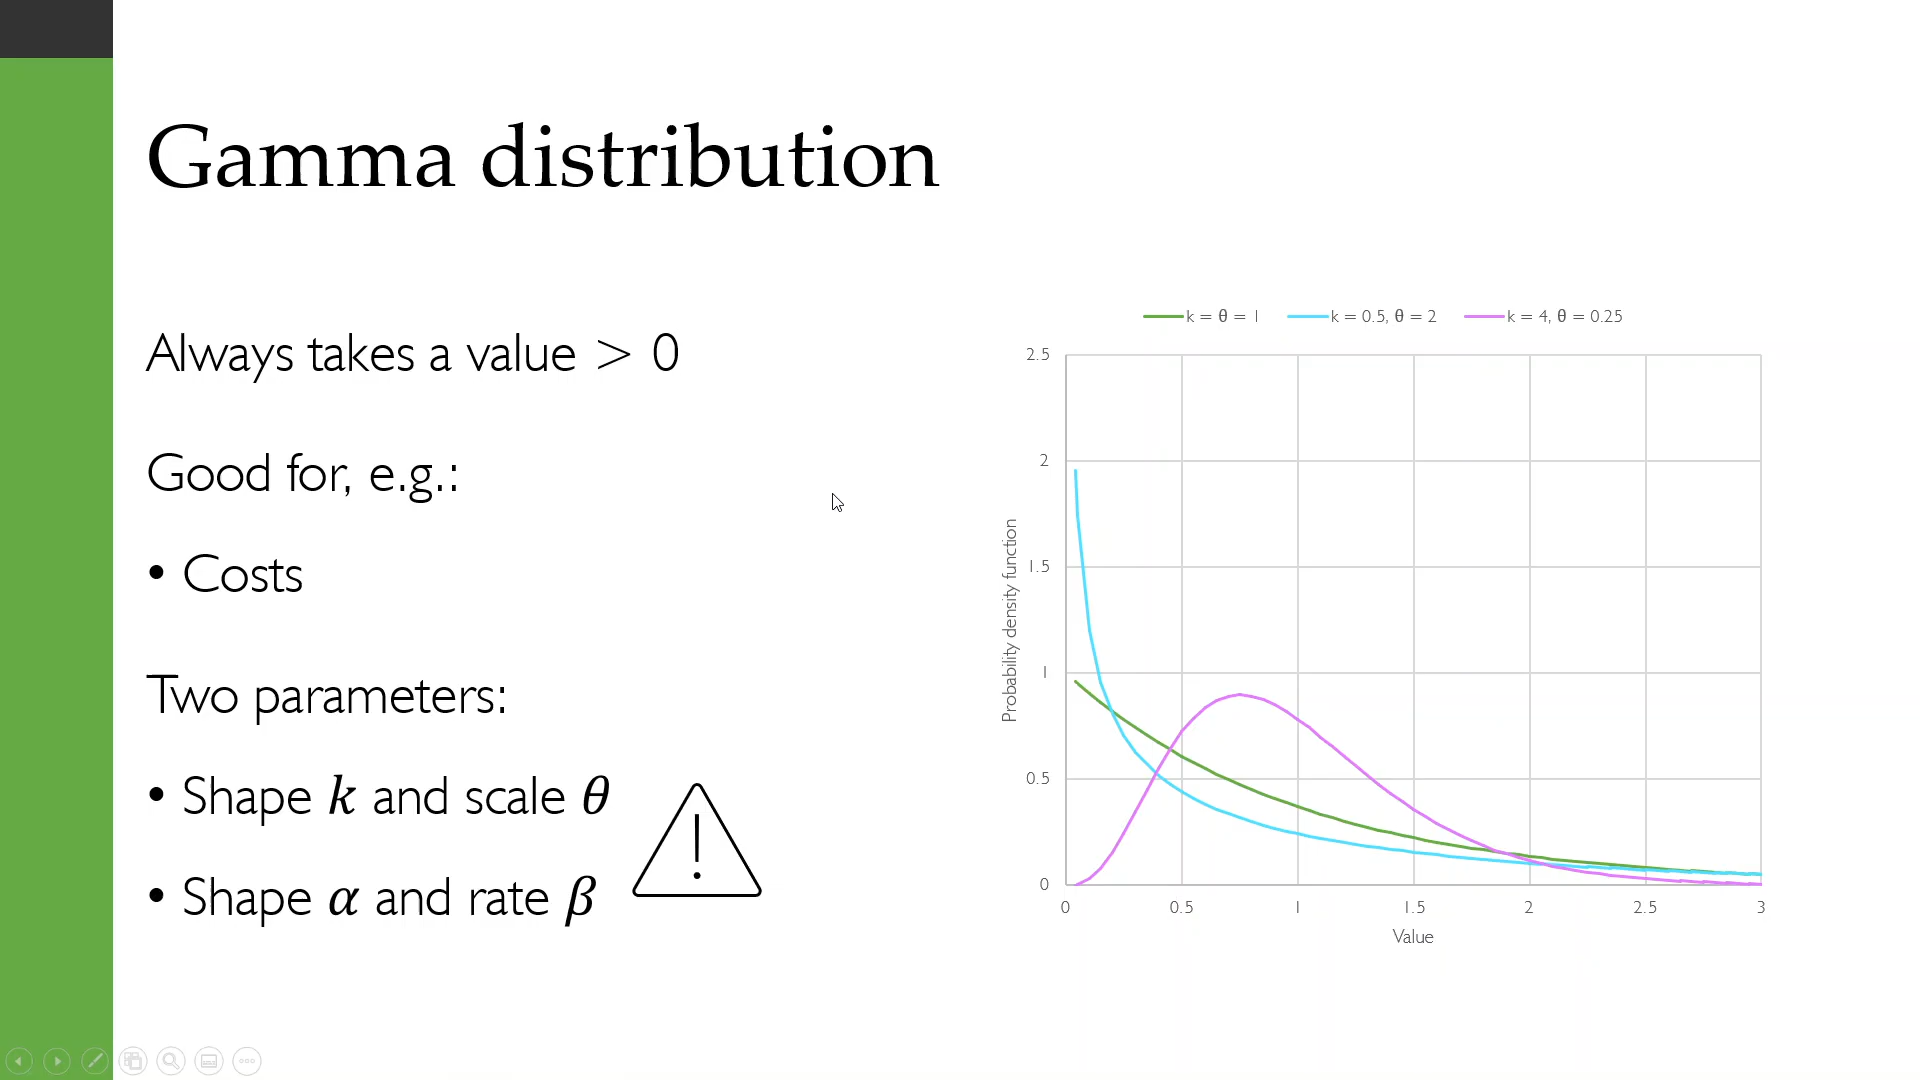 Gamma distribution
Always takes a value > 0
Good for, e.g.:
• Costs
Two parameters:
• Shape k and scale θ
• Shape α and rate β
!
k = θ = 1 k = 0.5, θ = 2 k = 4, θ = 0.25
Probability density function
2.5
2
1.5
1
0.5
0
0 0.5 1 1.5 2 2.5 3
Value